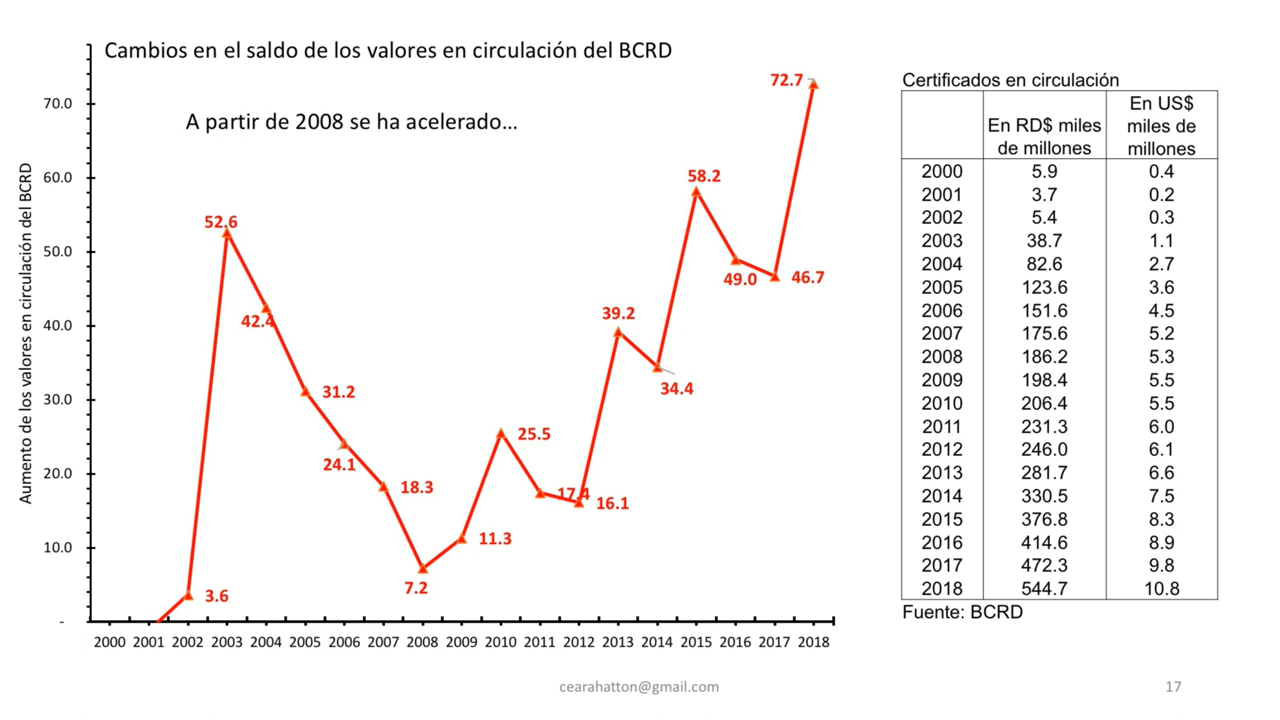 Cambios en el saldo de los valores en circulación del BCRD
A partir de 2008 se ha acelerado...
Aumento de los valores en circulación del BCRD
70.0
60.0
50.0
40.0
30.0
20.0
10.0
-
3.6
52.6
42.4
31.2
24.1
18.3
7.2
11.3
25.5
17.4
16.1
39.2
34.4
58.2
49.0
46.7
72.7
2000 2001 2002 2003 2004 2005 2006 2007 2008 2009 2010 2011 2012 2013 2014 2015 2016 2017 2018
Certificados en circulación
En RD$ miles de millones
En US$ miles de millones
2000 5.9 0.4
2001 3.7 0.2
2002 5.4 0.3
2003 38.7 1.1
2004 82.6 2.7
2005 123.6 3.6
2006 151.6 4.5
2007 175.6 5.2
2008 186.2 5.3
2009 198.4 5.5
2010 206.4 5.5
2011 231.3 6.0
2012 246.0 6.1
2013 281.7 6.6
2014 330.5 7.5
2015 376.8 8.3
2016 414.6 8.9
2017 472.3 9.8
2018 544.7 10.8
Fuente: BCRD
cearahatton@gmail.com
17